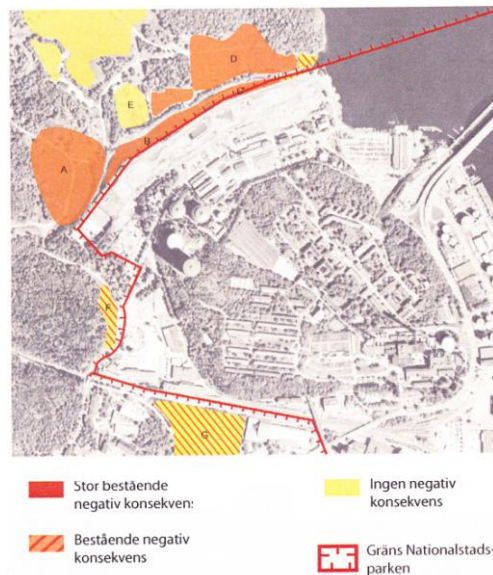 D
E
B
A
F
G
Stor bestående
negativ konsekvens
Ingen negativ
konsekvens
Bestående negativ
konsekvens
Gräns Nationalstads-
parken